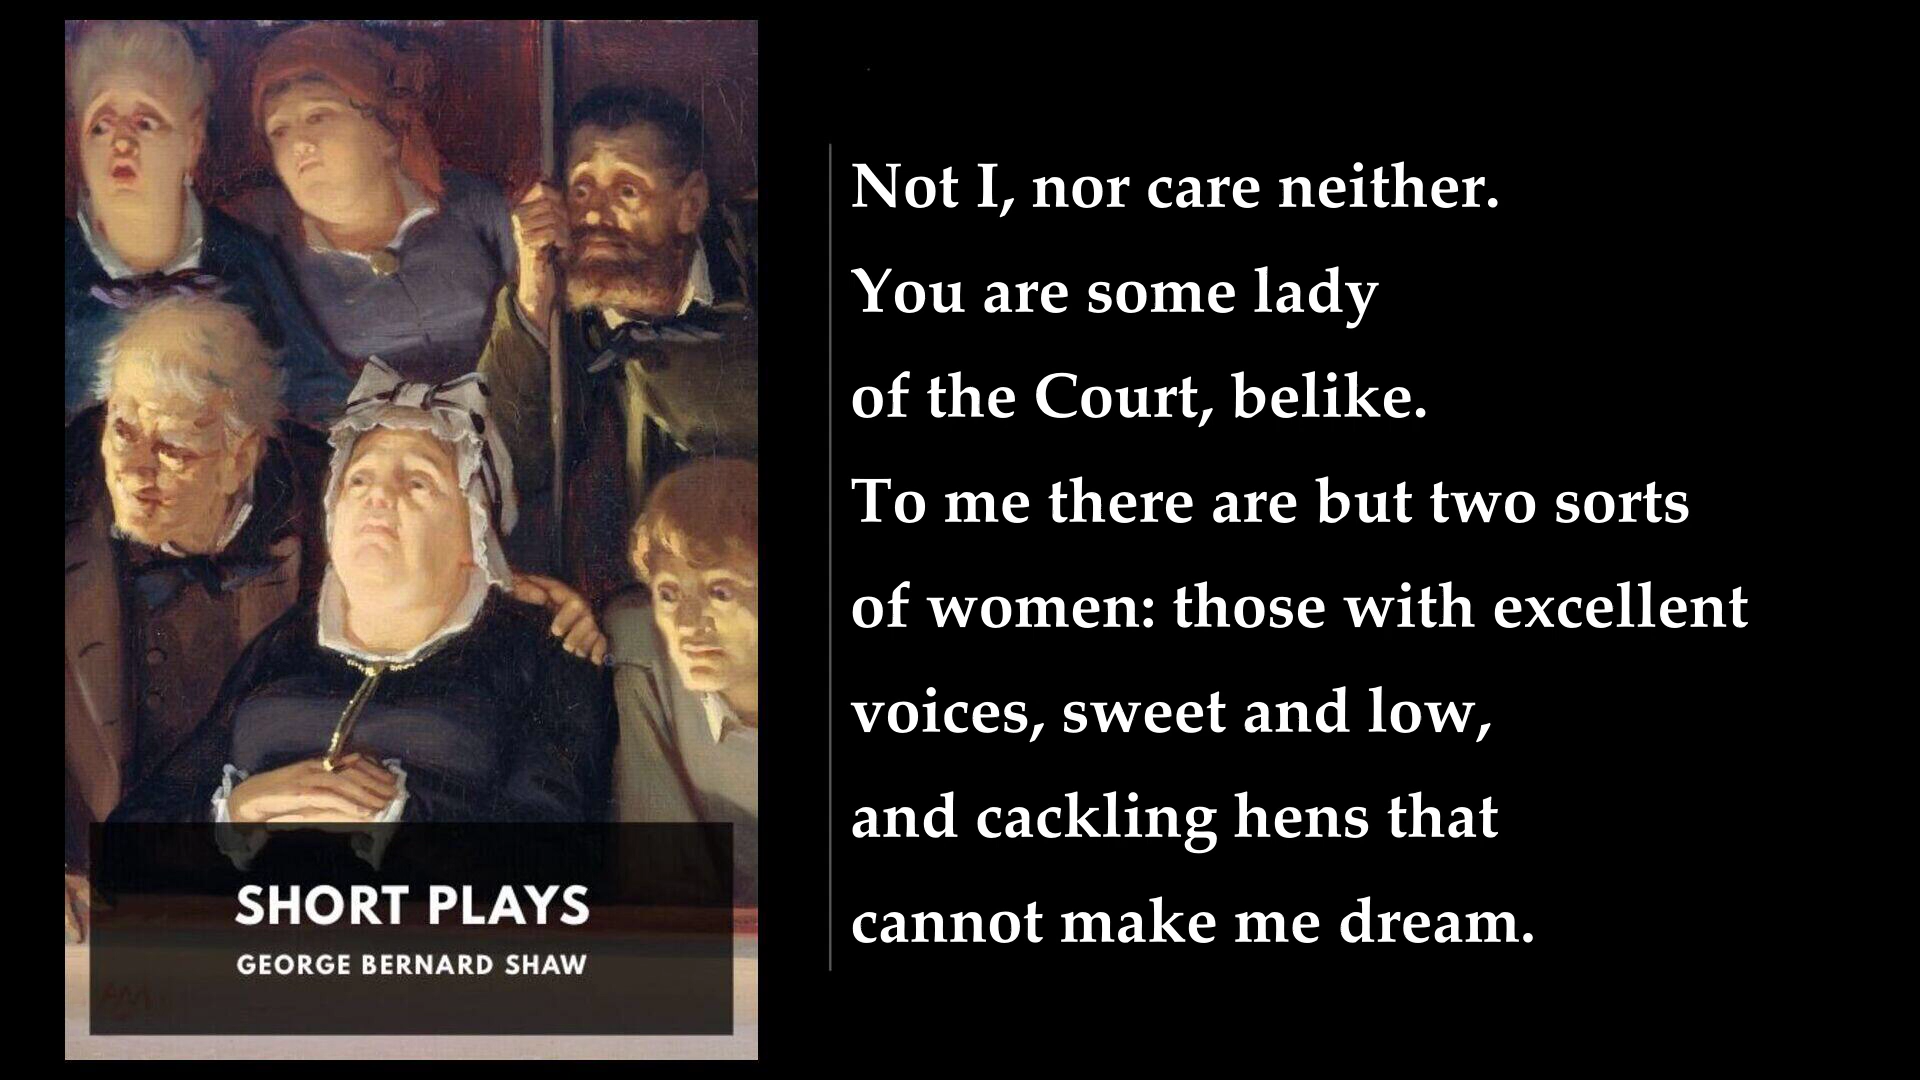 SHORT PLAYS
GEORGE BERNARD SHAW
Not I, nor care neither.
You are some lady
of the Court, belike.
To me there are but two sorts
of women: those with excellent
voices, sweet and low,
and cackling hens that
cannot make me dream.